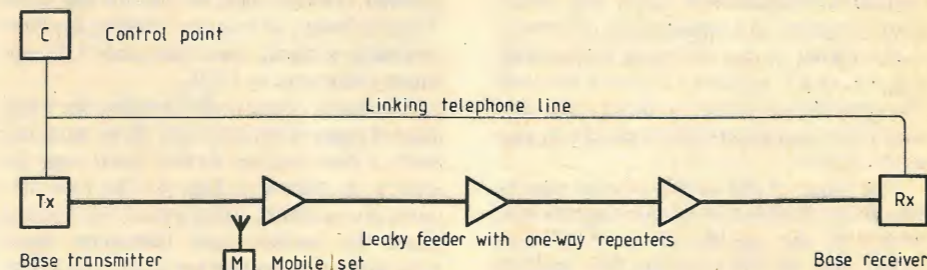 C Control point
Linking telephone line
Tx
Rx
Leaky feeder with one-way repeaters
Base transmitter
M Mobile set
Base receiver